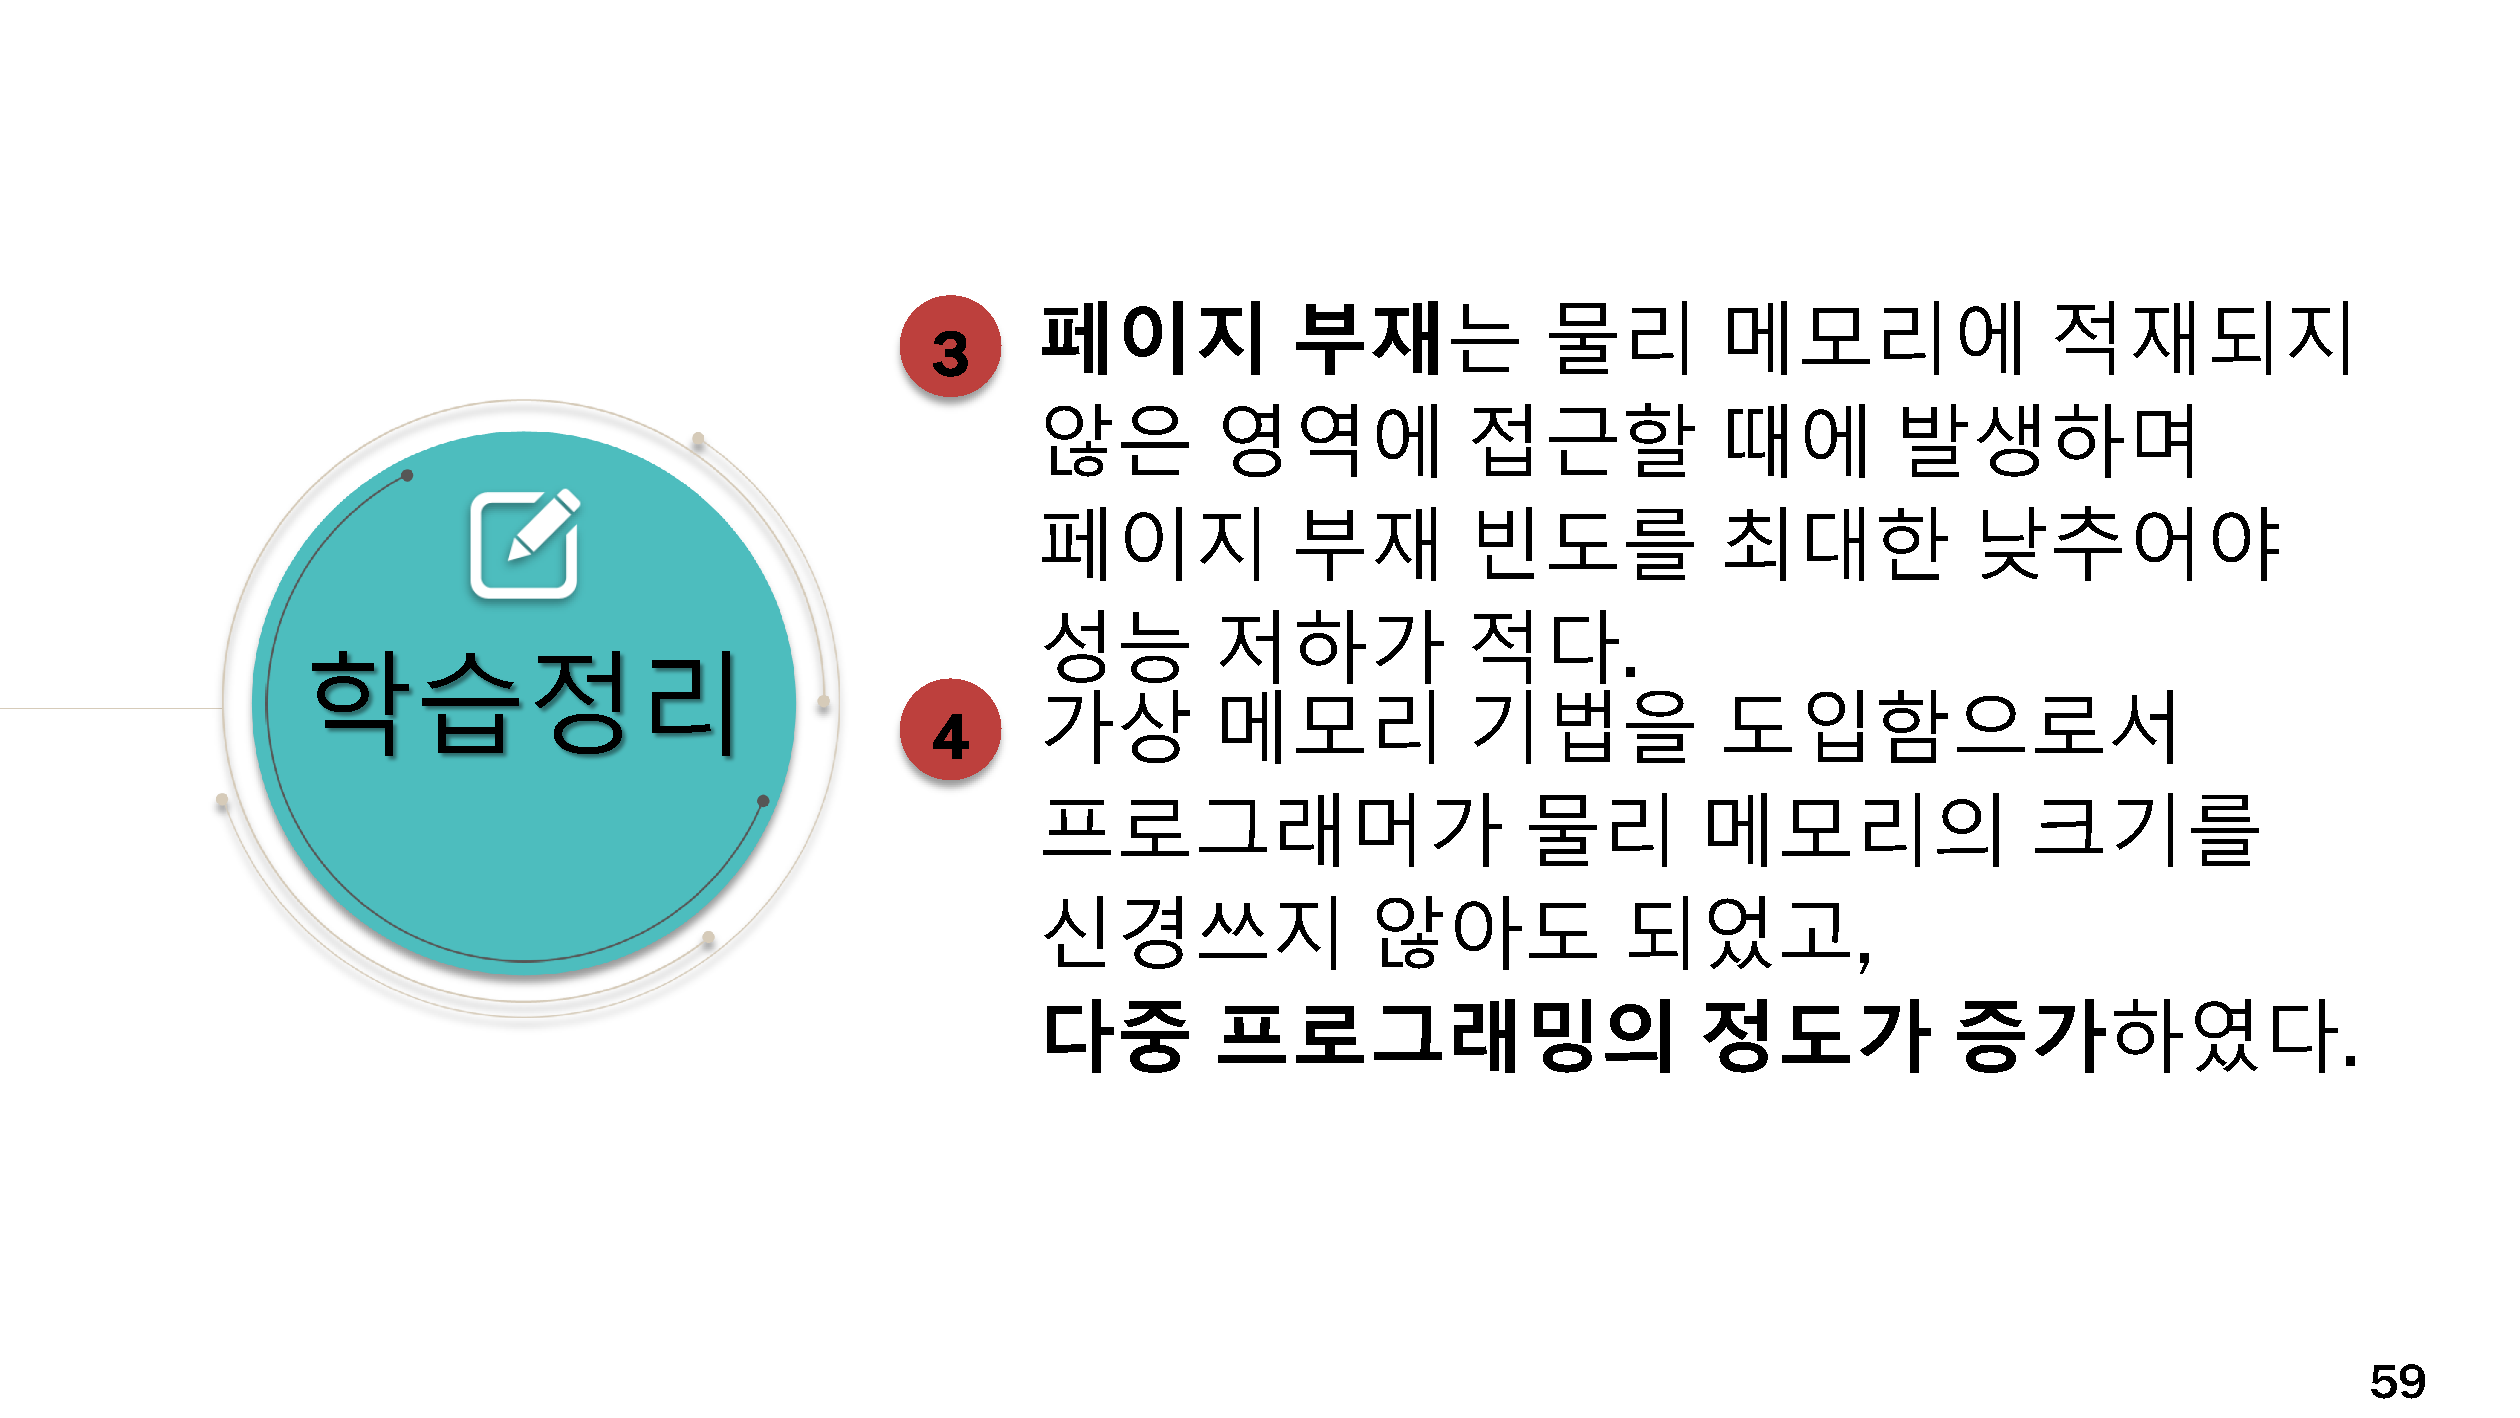 학습정리
3
페이지 부재는 물리 메모리에 적재되지
않은 영역에 접근할 때에 발생하며
페이지 부재 빈도를 최대한 낮추어야
성능 저하가 적다.
4
가상 메모리 기법을 도입함으로서
프로그래머가 물리 메모리의 크기를
신경쓰지 않아도 되었고,
다중 프로그래밍의 정도가 증가하였다.
59